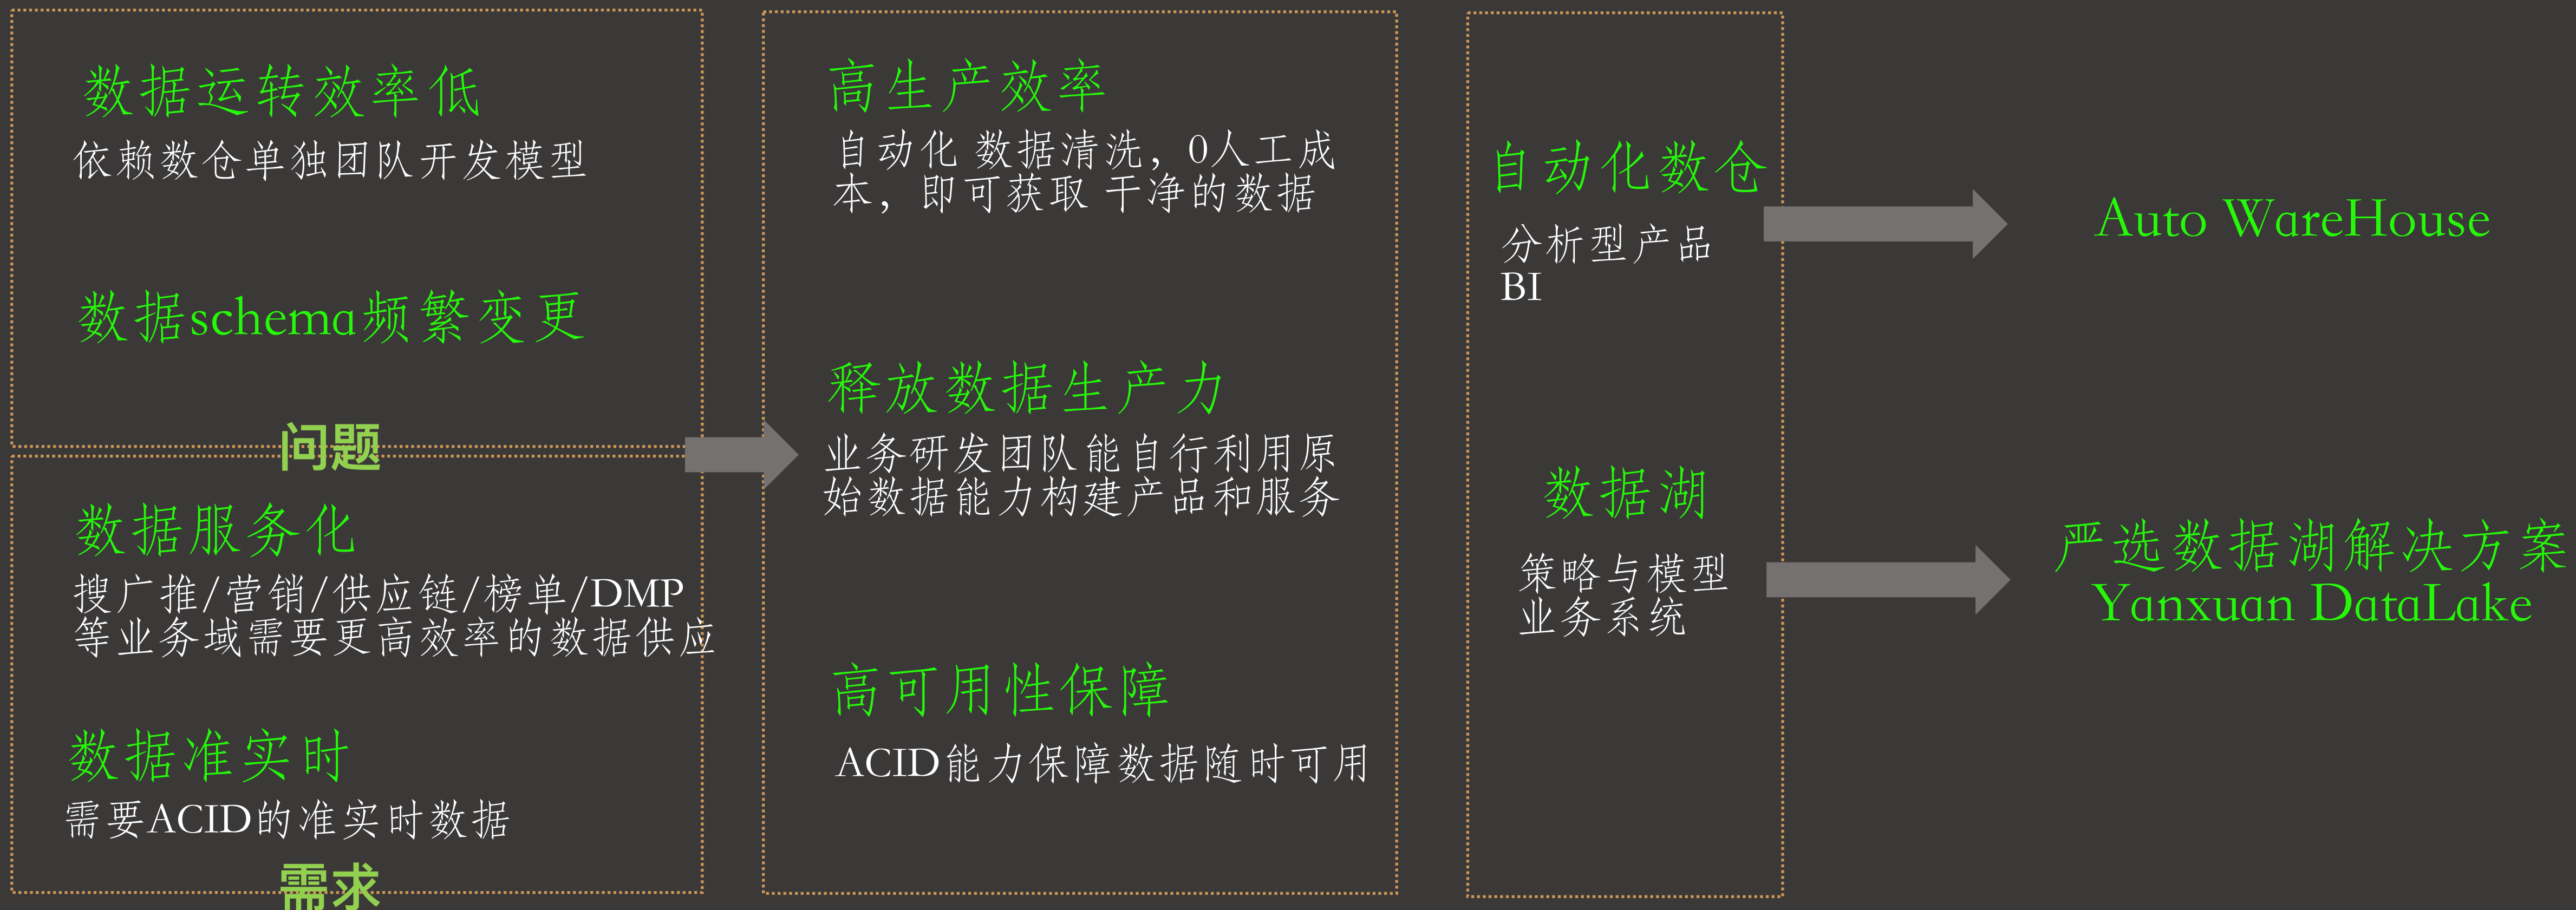 数据运转效率低
依赖数仓单独团队开发模型
数据schema频繁变更
问题
数据服务化
搜广推/营销/供应链/榜单/DMP
等业务域需要更高效率的数据供应
数据准实时
需要ACID的准实时数据
需求
高生产效率
自动化 数据清洗，0人工成
本，即可获取 干净的数据
释放数据生产力
业务研发团队能自行利用原
始数据能力构建产品和服务
高可用性保障
ACID能力保障数据随时可用
自动化数仓
分析型产品
BI
数据湖
策略与模型
业务系统
Auto WareHouse
严选数据湖解决方案
Yanxuan DataLake